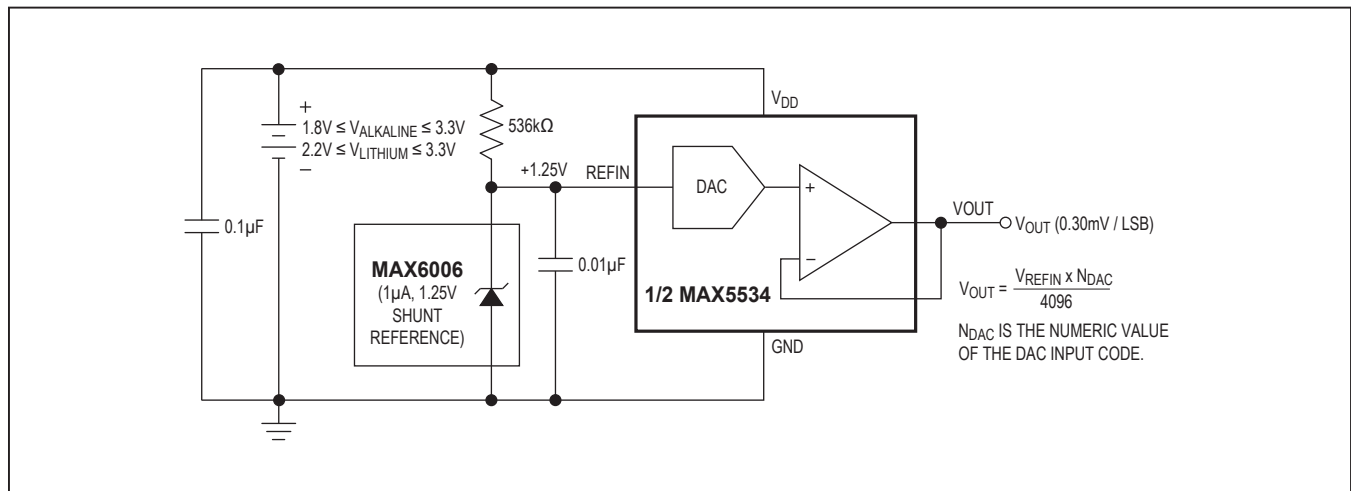 +
1.8V ≤ VALKALINE ≤ 3.3V
2.2V ≤ VLITHIUM ≤ 3.3V
−
0.1µF
536kΩ
+1.25V
REFIN
MAX6006
(1µA, 1.25V
SHUNT
REFERENCE)
0.01µF
VDD
DAC
+
−
1/2 MAX5534
GND
VOUT
VOUT (0.30mV / LSB)
VOUT = VREFIN x NDAC
4096
NDAC IS THE NUMERIC VALUE
OF THE DAC INPUT CODE.